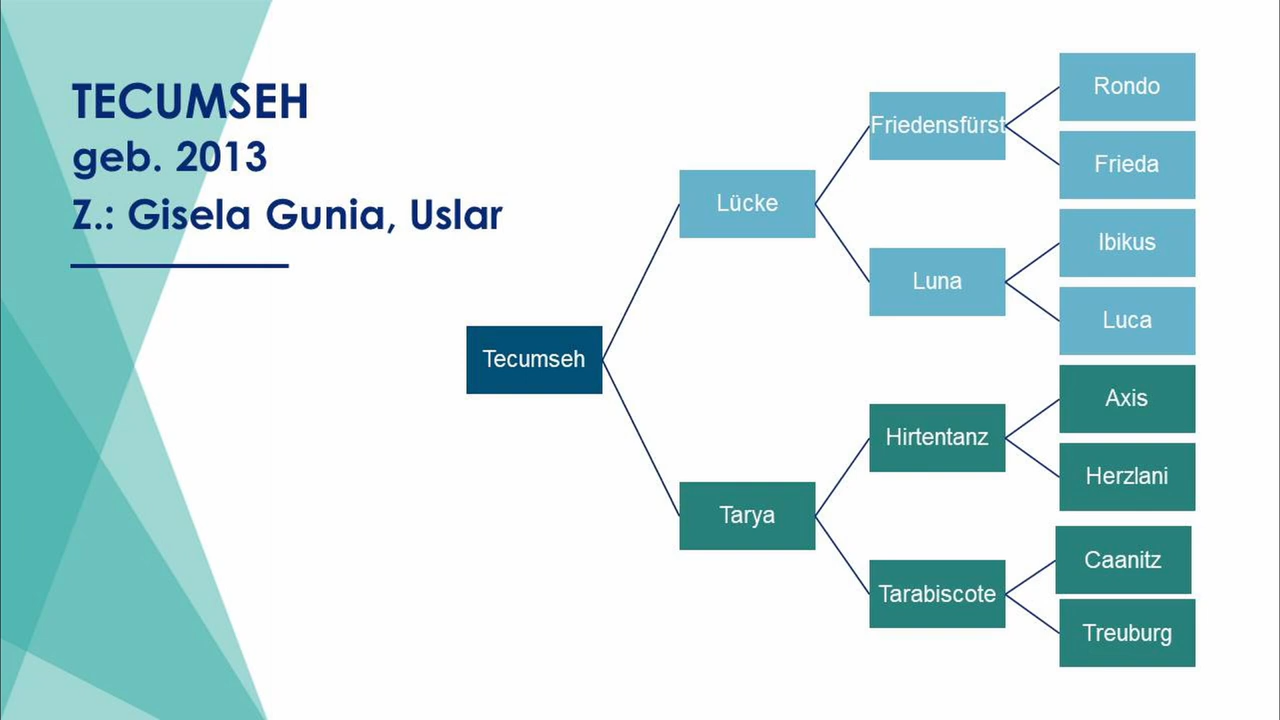 TECUMSEH
geb. 2013
Z.: Gisela Gunia, Uslar
Tecumseh
Lücke
Tarya
Friedensfürst
Luna
Hirtentanz
Tarabiscote
Rondo
Frieda
Ibikus
Luca
Axis
Herzlani
Caanitz
Treuburg